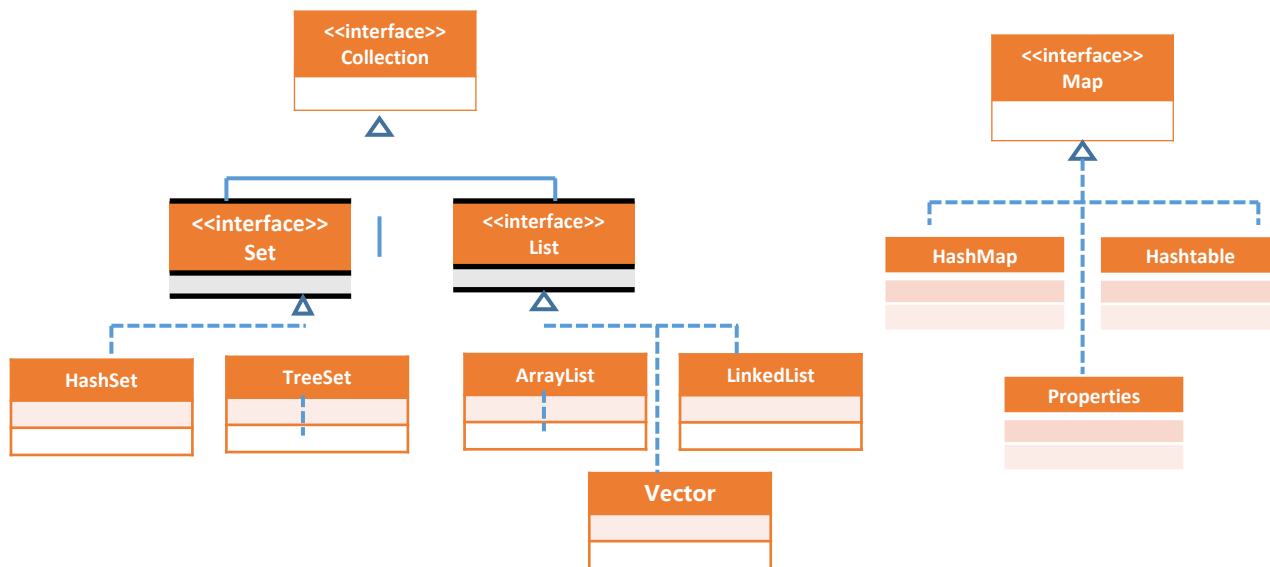 <<interface>>
Collection
<<interface>>
Map
<<interface>>
Set
<<interface>>
List
HashMap
Hashtable
HashSet
TreeSet
ArrayList
LinkedList
Properties
Vector